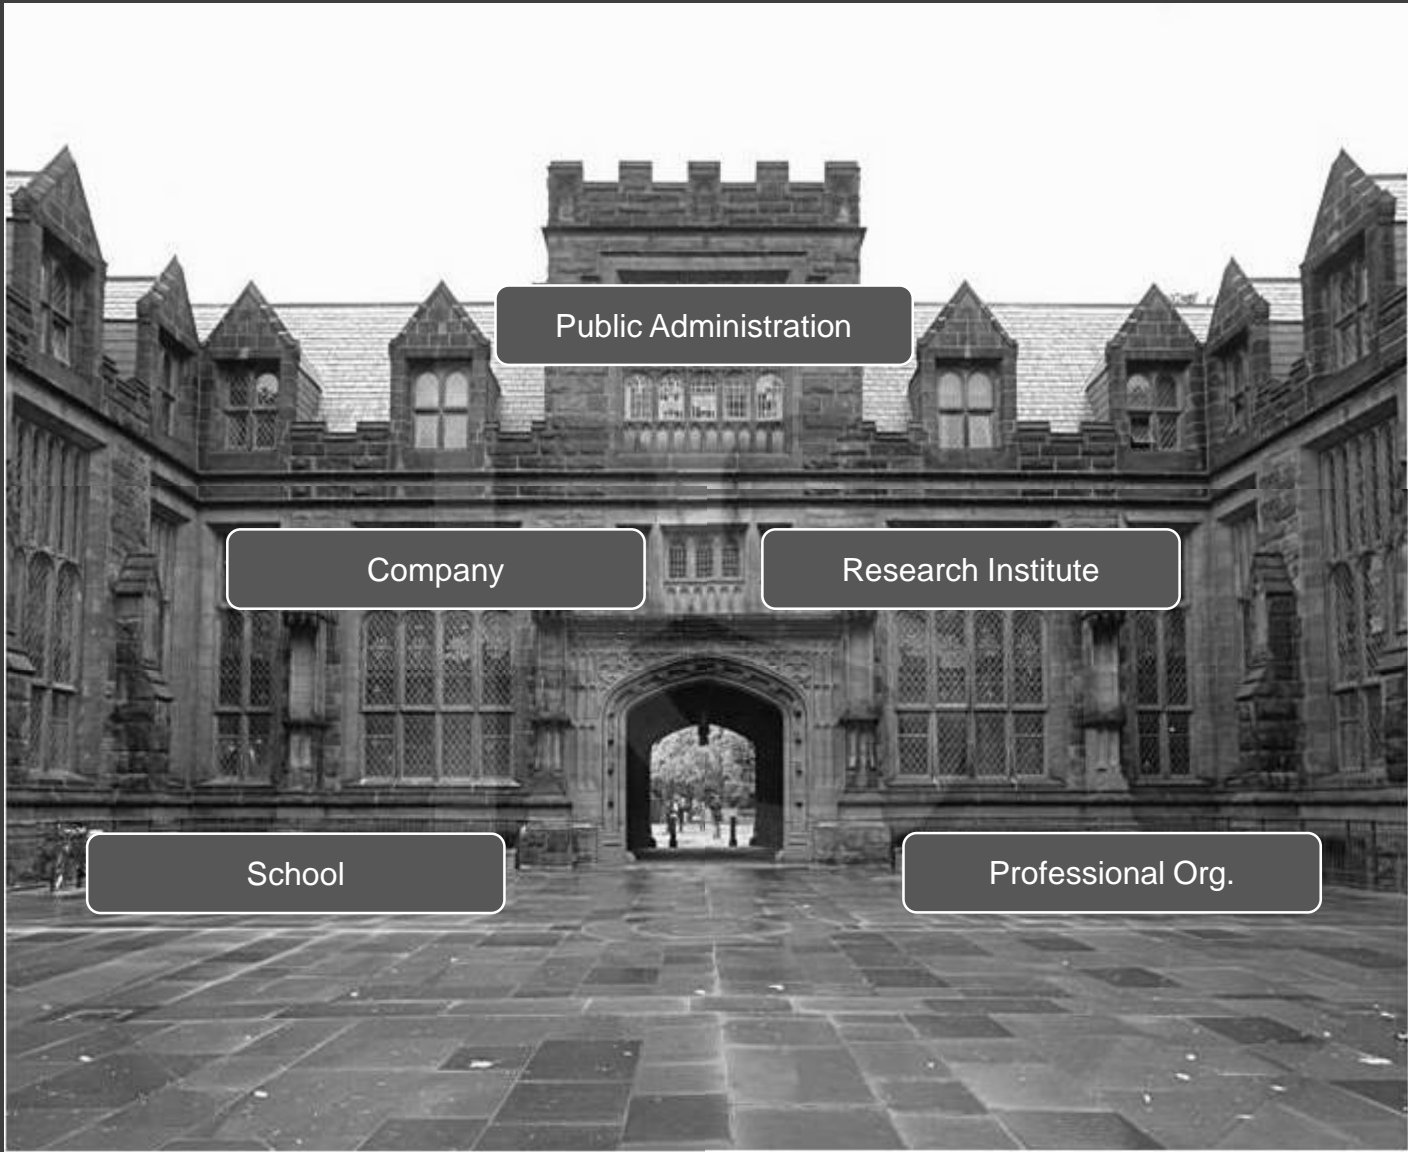 Public Administration
Company
Research Institute
School
Professional Org.